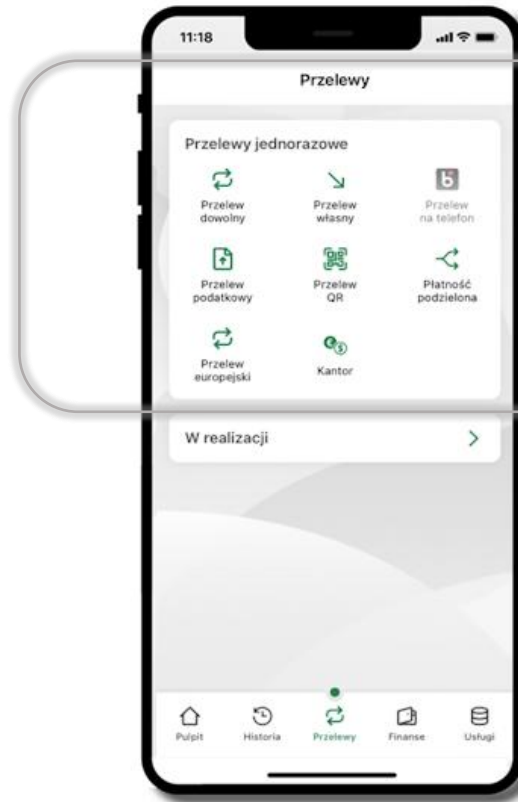 11:18
Przelewy
Przelewy jednorazowe
Przelew
dowolny
Przelew
własny
Przelew
na telefon
Przelew
podatkowy
Przelew
QR
Płatność
podzielona
Przelew
europejski
Kantor
W realizacji
Pulpit
Historia
Przelewy
Finanse
Usługi